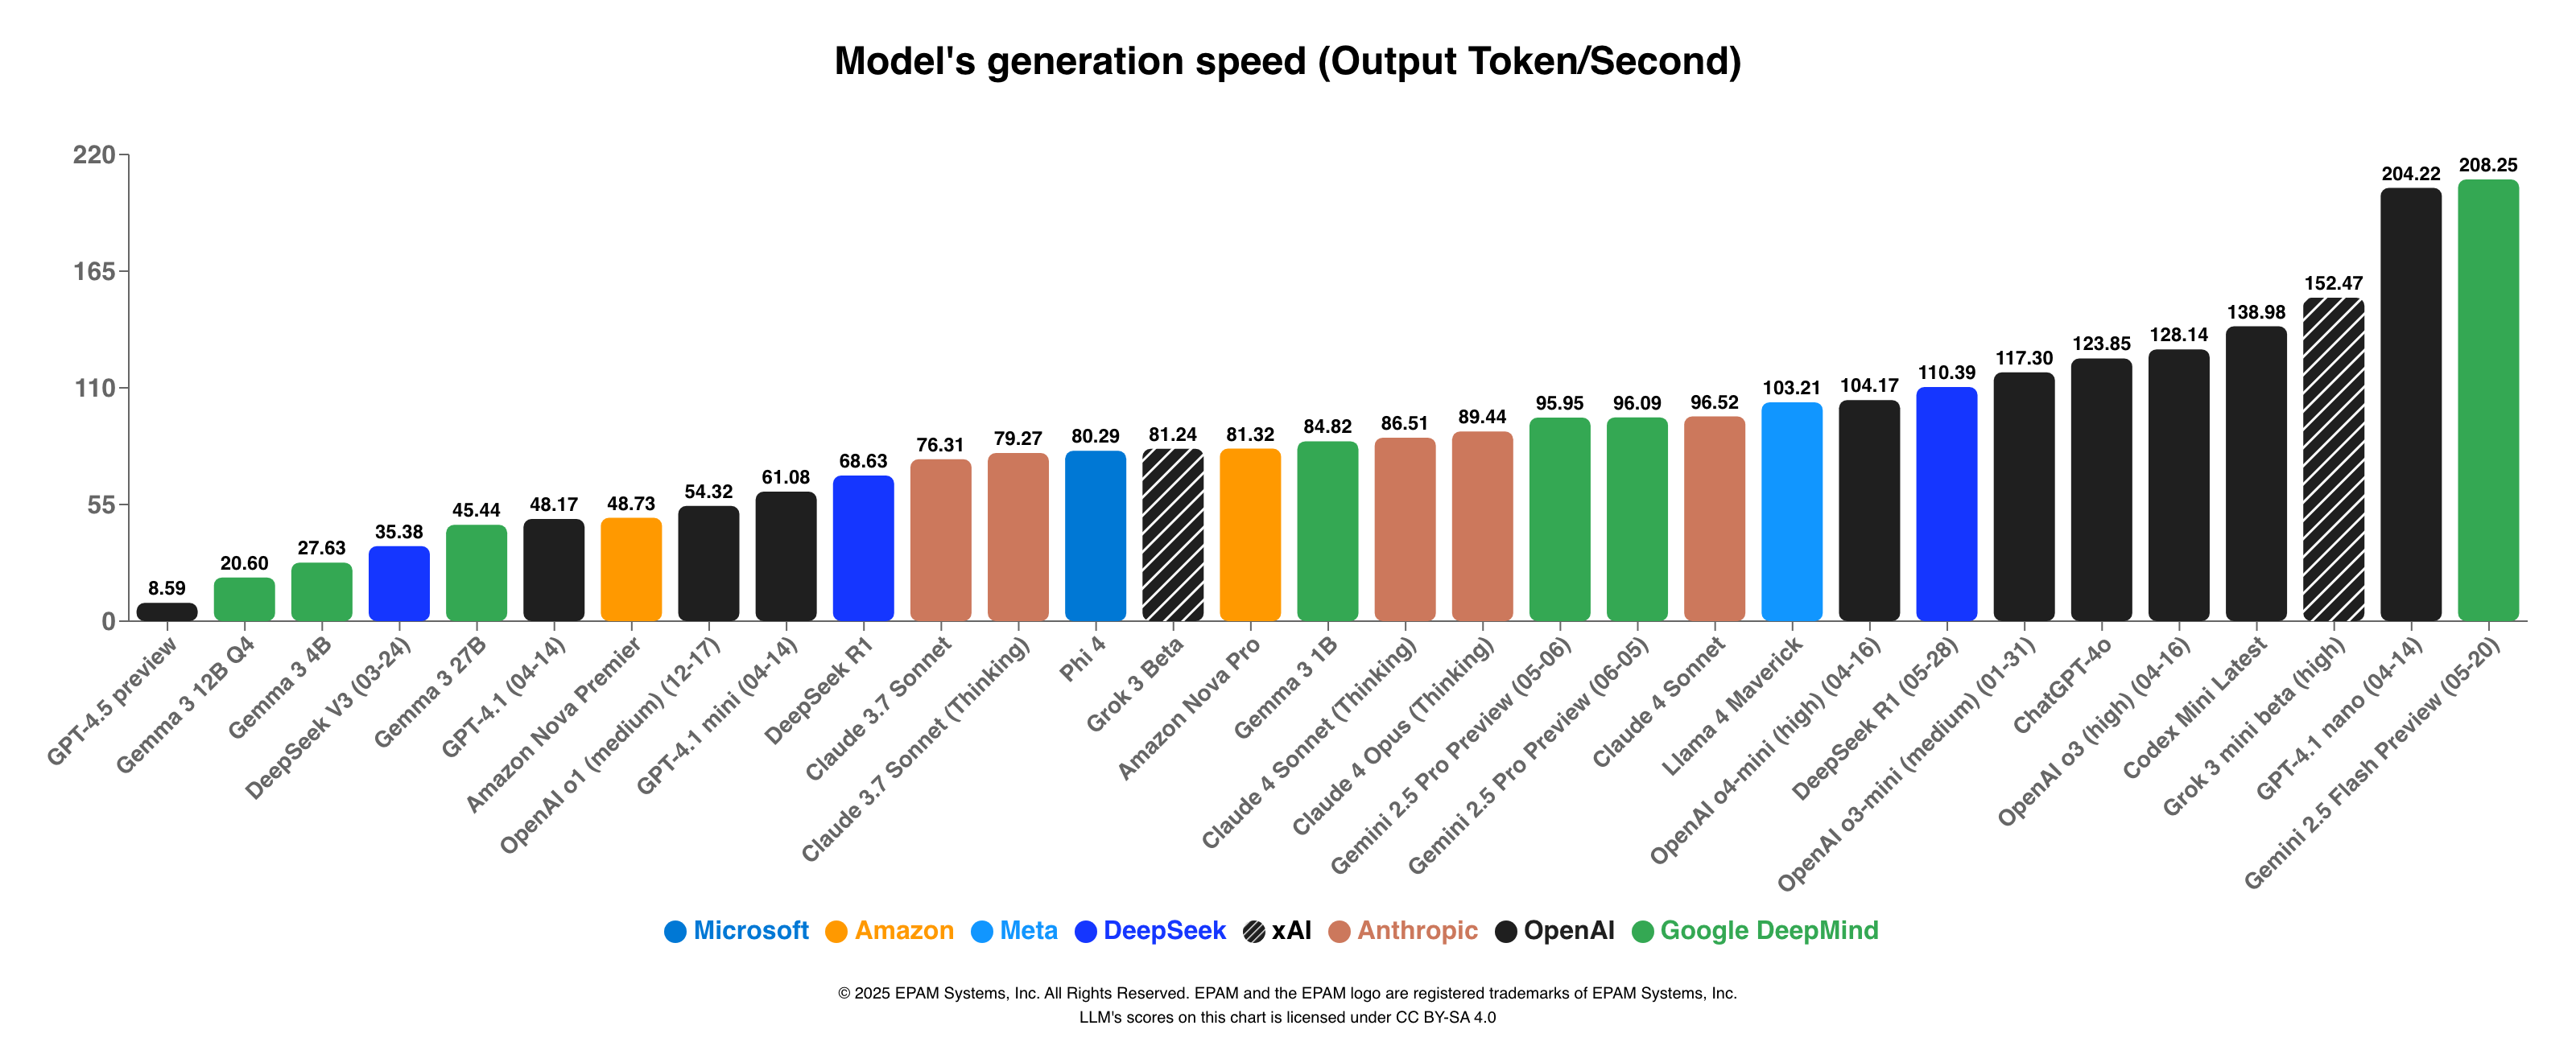 Model's generation speed (Output Token/Second)
220
165
110
55
0
8.59
20.60
27.63
35.38
45.44
48.17
48.73
54.32
61.08
68.63
76.31
79.27
80.29
81.24
81.32
84.82
86.51
89.44
95.95
96.09
96.52
103.21
104.17
110.39
117.30
123.85
128.14
138.98
152.47
204.22
208.25
GPT-4.5 preview
Gemma 3 12B Q4
Gemma 3 4B
DeepSeek V3 (03-24)
Gemma 3 27B
GPT-4.1 (04-14)
Amazon Nova Premier
OpenAI o1 (medium) (12-17)
GPT-4.1 mini (04-14)
DeepSeek R1
Claude 3.7 Sonnet
Claude 3.7 Sonnet (Thinking)
Phi 4
Grok 3 Beta
Amazon Nova Pro
Gemma 3 1B
Claude 4 Sonnet (Thinking)
Claude 4 Opus (Thinking)
Gemini 2.5 Pro Preview (05-06)
Gemini 2.5 Pro Preview (06-05)
Claude 4 Sonnet
Llama 4 Maverick
OpenAI o4-mini (high) (04-16)
DeepSeek R1 (05-28)
OpenAI o3-mini (medium) (01-31)
ChatGPT-4o
OpenAI o3 (high) (04-16)
Codex Mini Latest
Grok 3 mini beta (high)
GPT-4.1 nano (04-14)
Gemini 2.5 Flash Preview (05-20)
Microsoft Amazon Meta DeepSeek xAI Anthropic OpenAI Google DeepMind
© 2025 EPAM Systems, Inc. All Rights Reserved. EPAM and the EPAM logo are registered trademarks of EPAM Systems, Inc.
LLM's scores on this chart is licensed under CC BY-SA 4.0